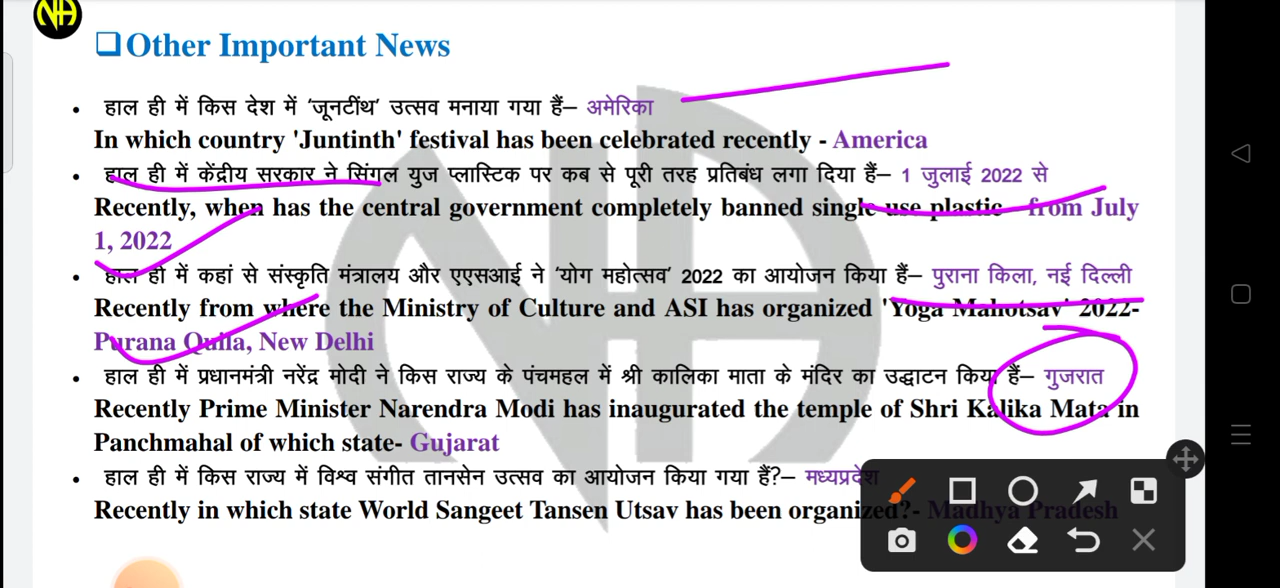 NA
Other Important News
हाल ही में किस देश में 'जूनटींथ' उत्सव मनाया गया हैं– अमेरिका
In which country 'Juntinth' festival has been celebrated recently - America
हाल ही में केंद्रीय सरकार ने सिंगल युज प्लास्टिक पर कब से पूरी तरह प्रतिबंध लगा दिया हैं– 1 जुलाई 2022 से
Recently, when has the central government completely banned single use plastic - from July
1, 2022
हाल ही में कहां से संस्कृति मंत्रालय और एएसआई ने 'योग महोत्सव' 2022 का आयोजन किया हैं– पुराना किला, नई दिल्ली
Recently from where the Ministry of Culture and ASI has organized 'Yoga Mahotsav' 2022-
Purana Quila, New Delhi
हाल ही में प्रधानमंत्री नरेंद्र मोदी ने किस राज्य के पंचमहल में श्री कालिका माता के मंदिर का उद्घाटन किया हैं– गुजरात
Recently Prime Minister Narendra Modi has inaugurated the temple of Shri Kalika Mata in
Panchmahal of which state- Gujarat
हाल ही में किस राज्य में विश्व संगीत तानसेन उत्सव का आयोजन किया गया हैं?– मध्यप्रदेश
Recently in which state World Sangeet Tansen Utsav has been organized?- Madhya Pradesh